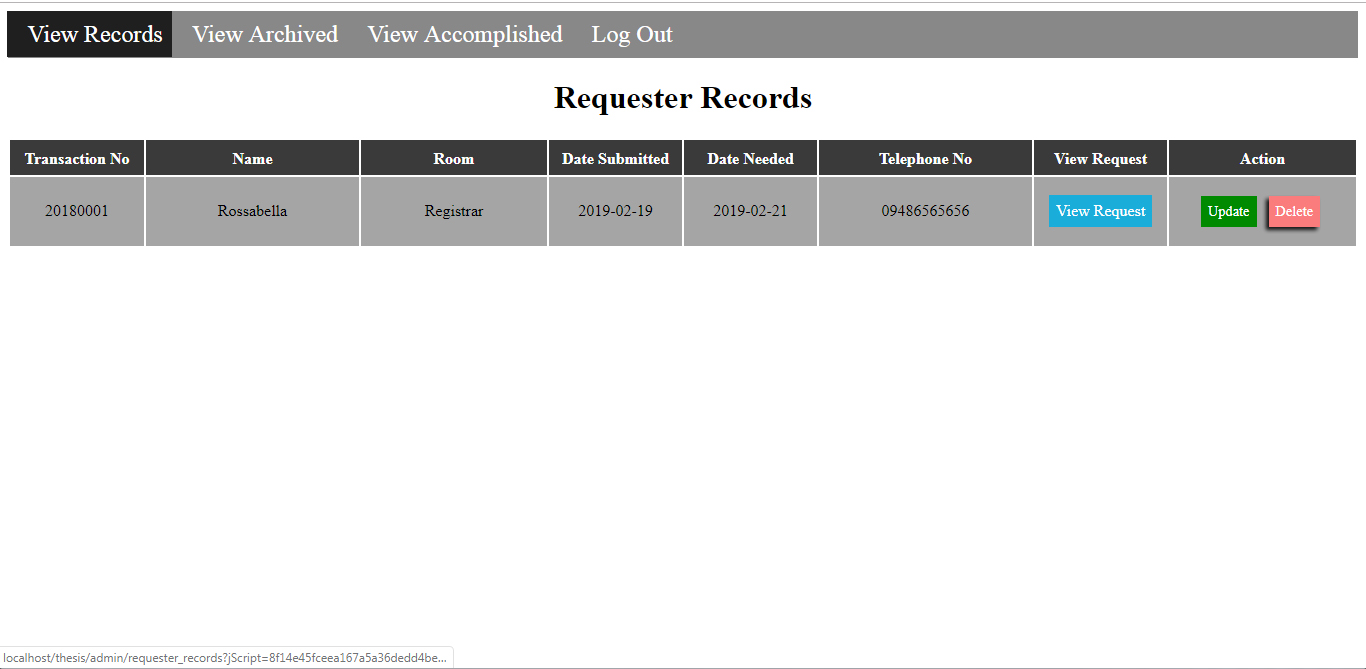 View Records View Archived View Accomplished Log Out
Requester Records
Transaction No Name Room Date Submitted Date Needed Telephone No View Request Action
20180001 Rossabella Registrar 2019-02-19 2019-02-21 09486565656 View Request Update Delete
localhost/thesis/admin/requester_records?jScript=8f14e45fceea167a5a36dedd4be...